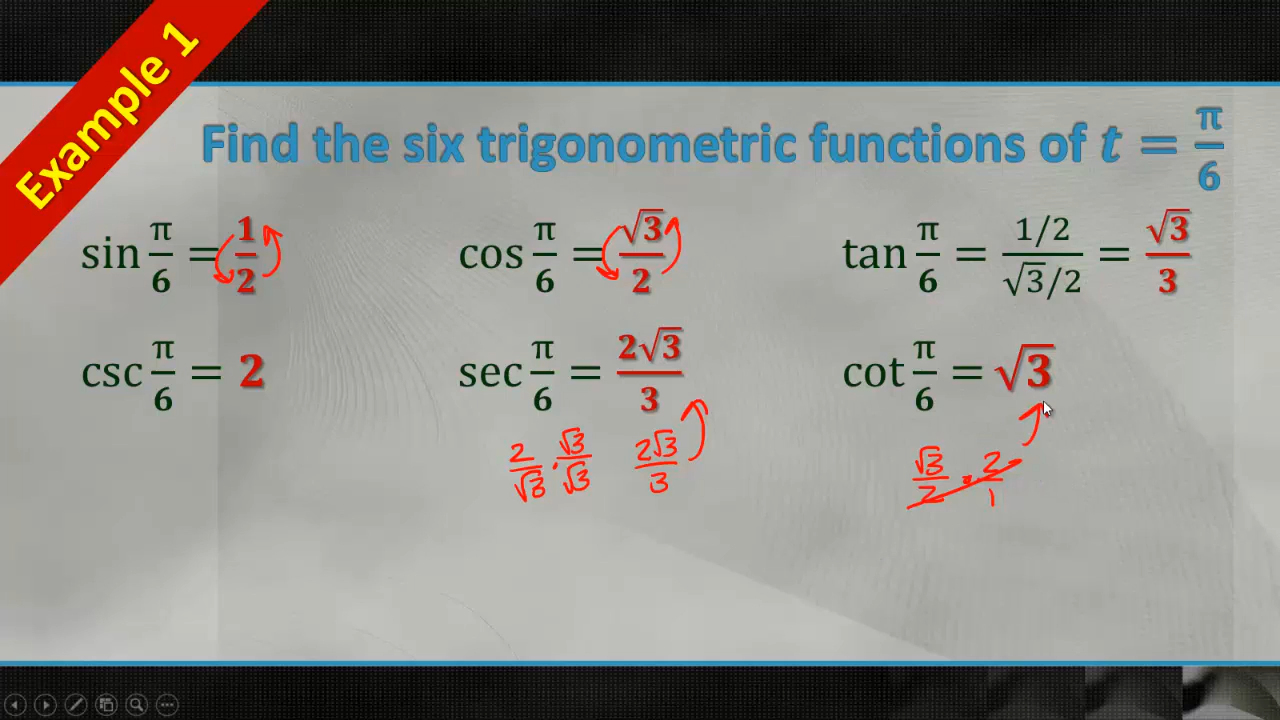 Example 1
Find the six trigonometric functions of t = π/6
sin π/6 = 1/2
cos π/6 = √3/2
tan π/6 = (1/2)/(√3/2) = √3/3
csc π/6 = 2
sec π/6 = 2√3/3
cot π/6 = √3
2/√3 · √3/√3 2√3/3
√3/2 · 2/1